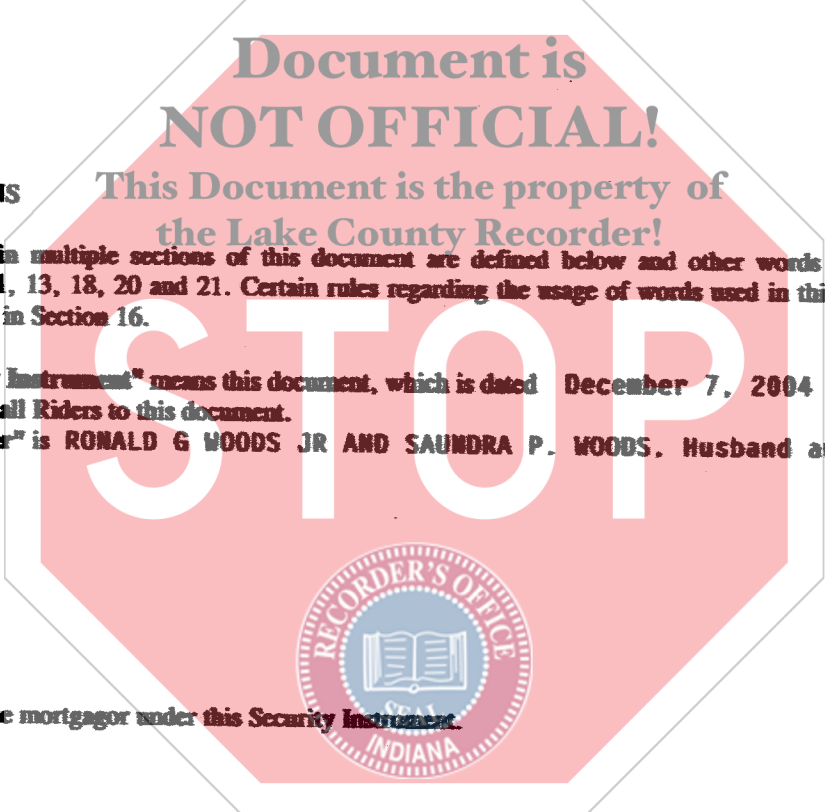 Document is
NOT OFFICIAL!
This Document is the property of
the Lake County Recorder!
in multiple sections of this document are defined below and other words
, 13, 18, 20 and 21. Certain rules regarding the usage of words used in thi
in Section 16.
Instrument" means this document, which is dated December 7, 2004
all Riders to this document.
r" is RONALD G WOODS JR AND SAUNDRA P. WOODS, Husband a
STOP
RECORDER'S OFFICE
SEAL
INDIANA
e mortgagor under this Security Instrument.